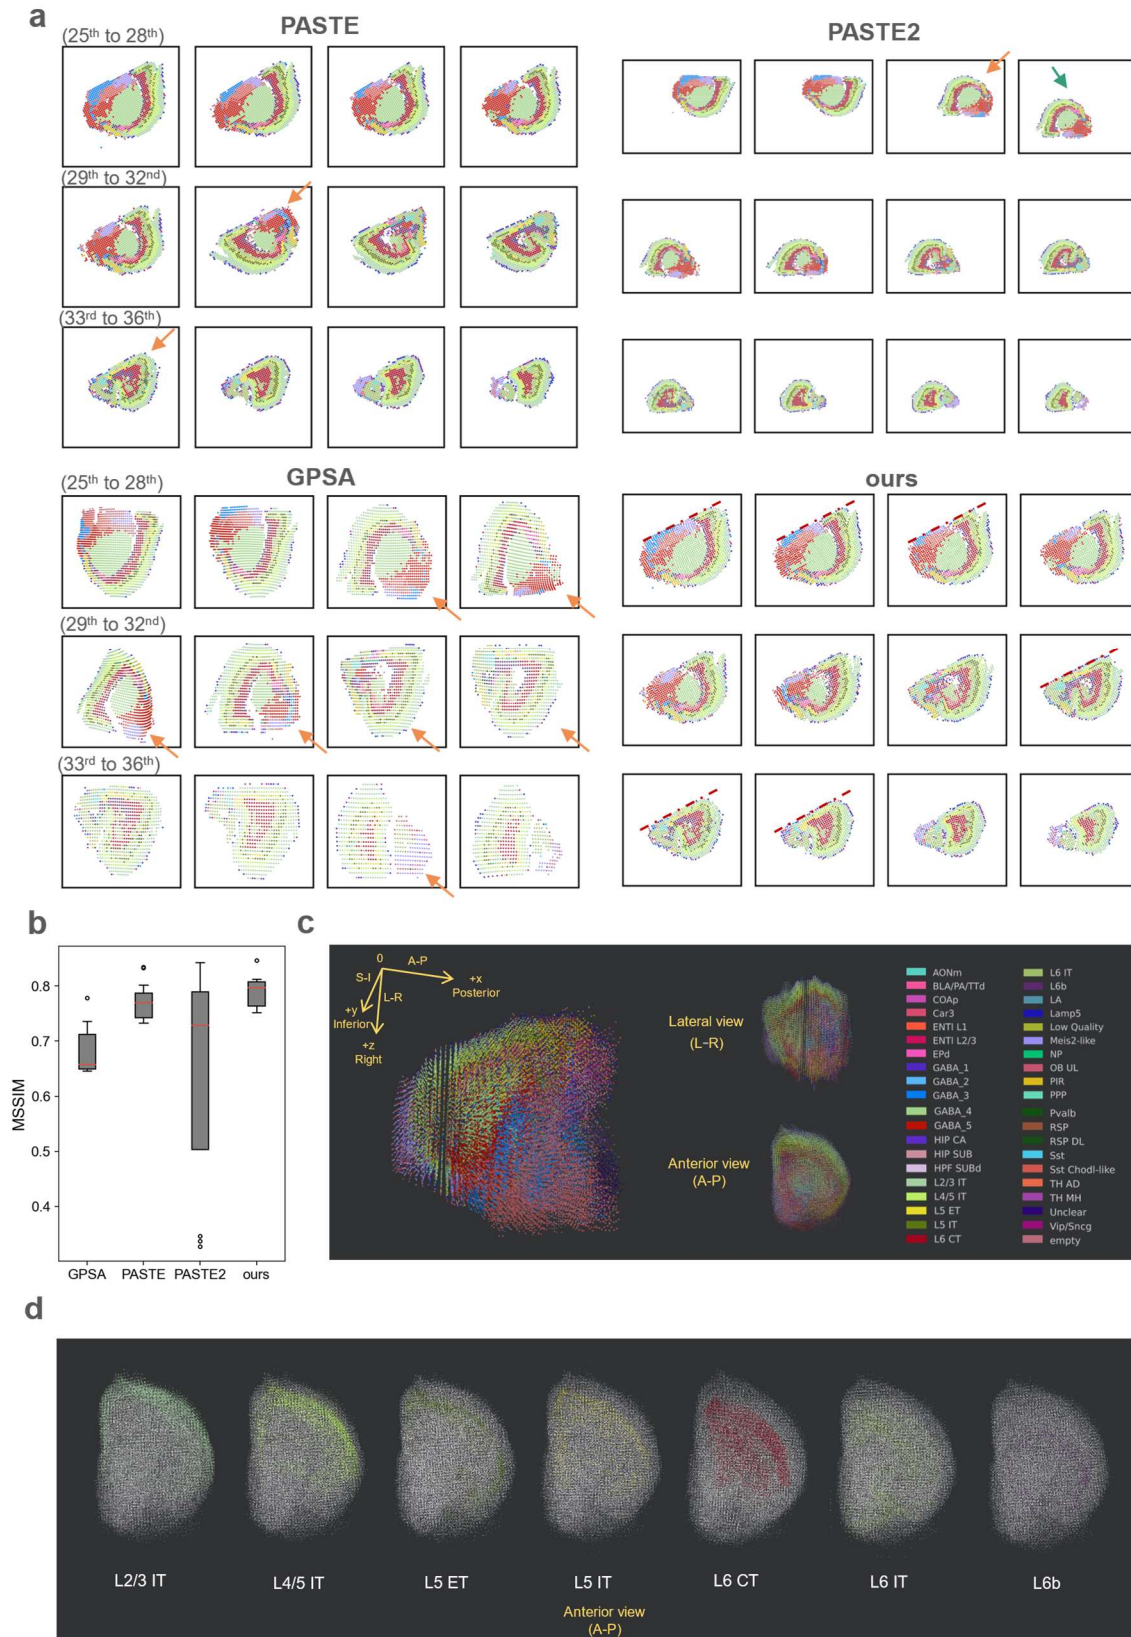 a
PASTE
PASTE2
(25th to 28th)
(29th to 32nd)
(33rd to 36th)
GPSA
ours
(25th to 28th)
(29th to 32nd)
(33rd to 36th)
b
MSSIM
0.8
0.7
0.6
0.5
0.4
GPSA PASTE PASTE2 ours
c
0
A-P
S-I
L-R
+x
Posterior
+y
Inferior
+z
Right
Lateral view
(L-R)
Anterior view
(A-P)
AONm
BLA/PA/TTd
COAp
Car3
ENTI L1
ENTI L2/3
EPd
GABA_1
GABA_2
GABA_3
GABA_4
GABA_5
HIP CA
HIP SUB
HPF SUBd
L2/3 IT
L4/5 IT
L5 ET
L5 IT
L6 CT
L6 IT
L6b
LA
Lamp5
Low Quality
Meis2-like
NP
OB UL
PIR
PPP
Pvalb
RSP
RSP DL
Sst
Sst Chodl-like
TH AD
TH MH
Unclear
Vip/Sncg
empty
d
L2/3 IT L4/5 IT L5 ET L5 IT L6 CT L6 IT L6b
Anterior view
(A-P)